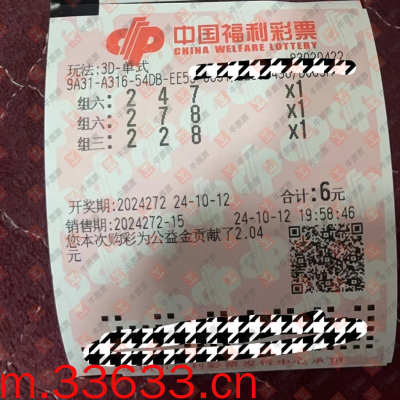 中国福利彩票
CHINA WELFARE LOTTERY
玩法:3D-单式
9A31-A316-54DB-EE5
组六: 2 4 7 x1
组六: 2 7 8 x1
组三: 2 2 8 x1
开奖期:2024272 24-10-12 合计:6元
销售期:2024272-15 24-10-12 19:58:46
您本次购彩为公益金贡献了2.04
元
m.33633.cn